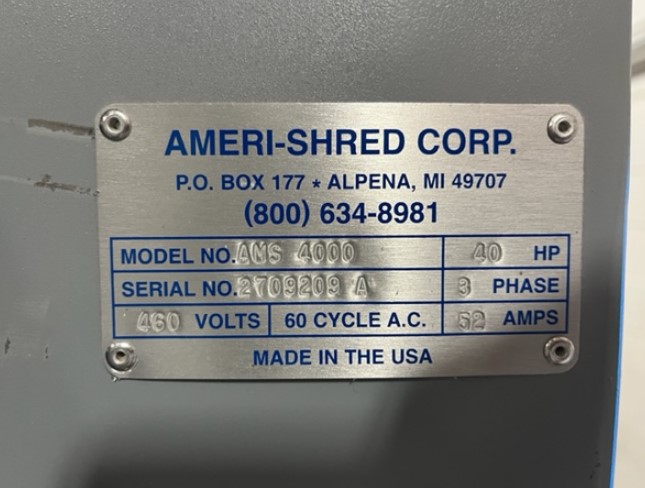 AMERI-SHRED CORP.
P.O. BOX 177 ★ ALPENA, MI 49707
(800) 634-8981
MODEL NO. AMS 4000 40 HP
SERIAL NO. 2709209 A 3 PHASE
460 VOLTS 60 CYCLE A.C. 52 AMPS
MADE IN THE USA